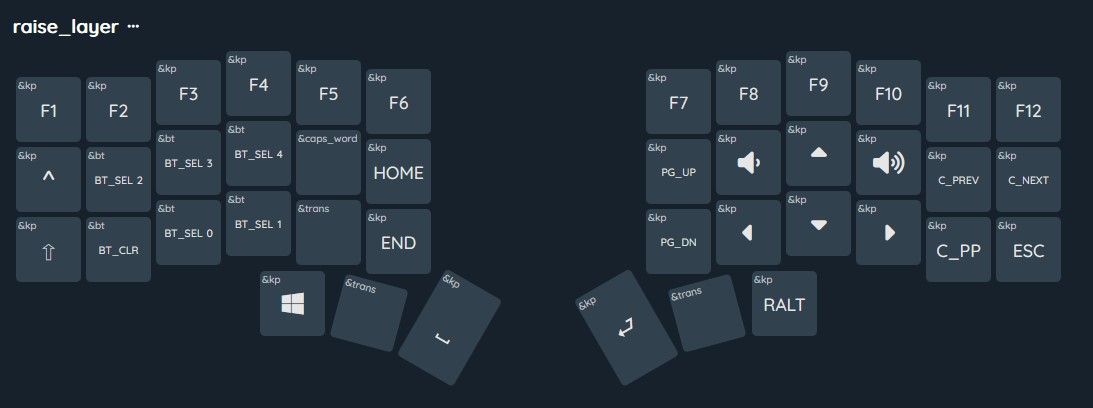 raise_layer ···
&kp F1 &kp F2 &kp F3 &kp F4 &kp F5 &kp F6 &kp F7 &kp F8 &kp F9 &kp F10 &kp F11 &kp F12
&kp ^ &bt BT_SEL 2 &bt BT_SEL 3 &bt BT_SEL 4 &caps_word &kp HOME &kp PG_UP &kp &kp &kp &kp C_PREV &kp C_NEXT
&kp ⇧ &bt BT_CLR &bt BT_SEL 0 &bt BT_SEL 1 &trans &kp END &kp PG_DN &kp &kp &kp &kp C_PP &kp ESC
&kp &trans &kp &kp &trans &kp RALT